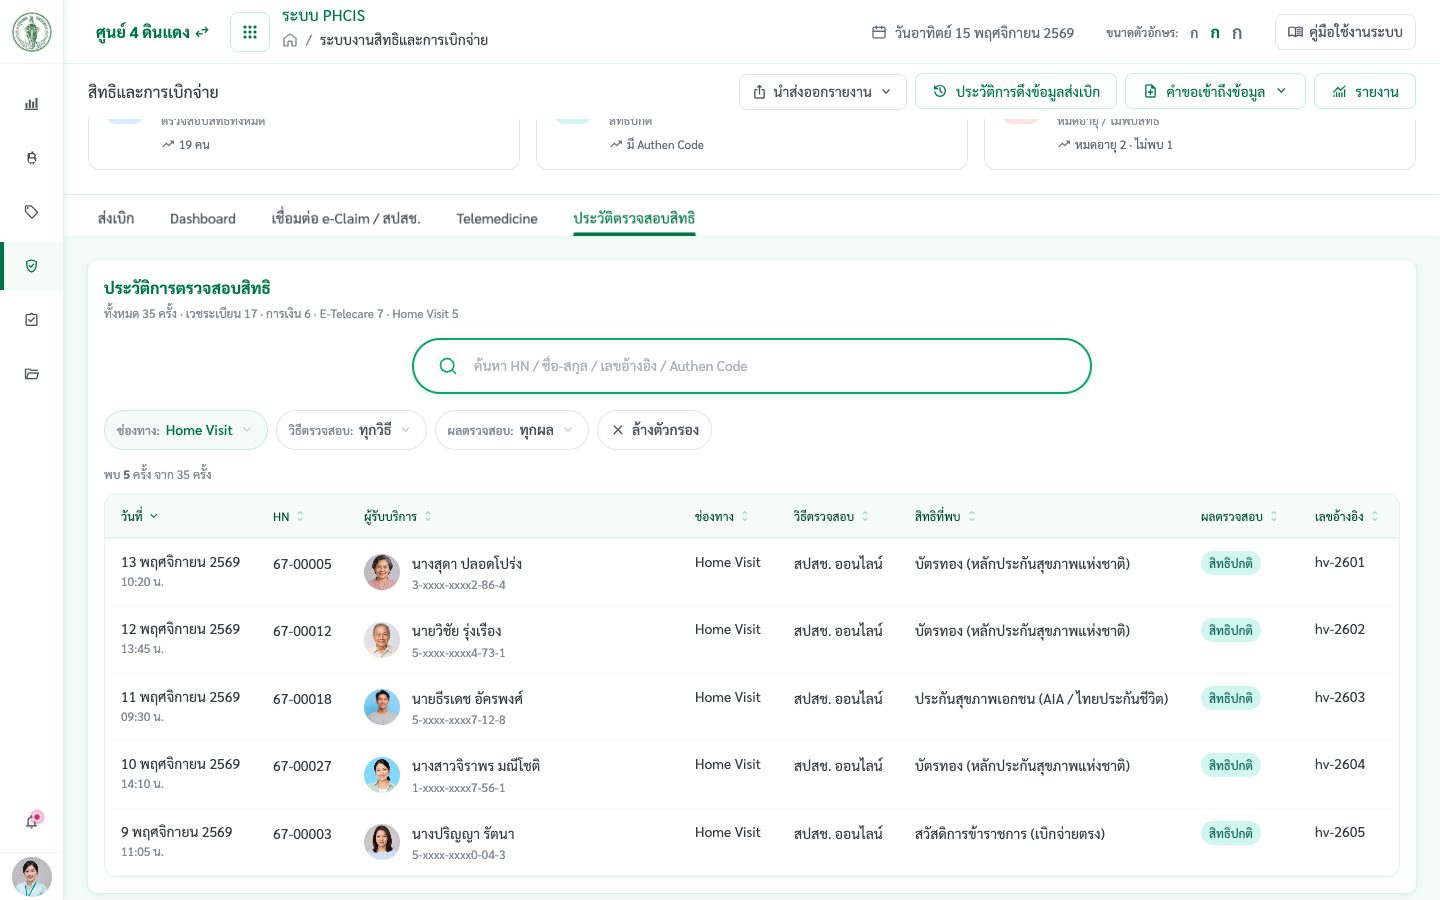 ศูนย์ 4 ดินแดง
ระบบ PHCIS
/ ระบบงานสิทธิและการเบิกจ่าย
วันอาทิตย์ 15 พฤศจิกายน 2569
ขนาดตัวอักษร: ก ก ก
คู่มือใช้งานระบบ
สิทธิและการเบิกจ่าย
นำส่งออกรายงาน
ประวัติการดึงข้อมูลส่งเบิก
คำขอเข้าถึงข้อมูล
รายงาน
ตรวจสอบสิทธิทั้งหมด
19 คน
สิทธิปกติ
มี Authen Code
หมดอายุ / ไม่พบสิทธิ
หมดอายุ 2 · ไม่พบ 1
ส่งเบิก
Dashboard
เชื่อมต่อ e-Claim / สปสช.
Telemedicine
ประวัติตรวจสอบสิทธิ
ประวัติการตรวจสอบสิทธิ
ทั้งหมด 35 ครั้ง · เวชระเบียน 17 · การเงิน 6 · E-Telecare 7 · Home Visit 5
ค้นหา HN / ชื่อ-สกุล / เลขอ้างอิง / Authen Code
ช่องทาง: Home Visit
วิธีตรวจสอบ: ทุกวิธี
ผลตรวจสอบ: ทุกผล
ล้างตัวกรอง
พบ 5 ครั้ง จาก 35 ครั้ง
วันที่ HN ผู้รับบริการ ช่องทาง วิธีตรวจสอบ สิทธิที่พบ ผลตรวจสอบ เลขอ้างอิง
13 พฤศจิกายน 2569 67-00005 นางสุดา ปลอดโปร่ง Home Visit สปสช. ออนไลน์ บัตรทอง (หลักประกันสุขภาพแห่งชาติ) สิทธิปกติ hv-2601
10:20 น. 3-xxxx-xxxx2-86-4
12 พฤศจิกายน 2569 67-00012 นายวิชัย รุ่งเรือง Home Visit สปสช. ออนไลน์ บัตรทอง (หลักประกันสุขภาพแห่งชาติ) สิทธิปกติ hv-2602
13:45 น. 5-xxxx-xxxx4-73-1
11 พฤศจิกายน 2569 67-00018 นายธีรเดช อัครพงศ์ Home Visit สปสช. ออนไลน์ ประกันสุขภาพเอกชน (AIA / ไทยประกันชีวิต) สิทธิปกติ hv-2603
09:30 น. 5-xxxx-xxxx7-12-8
10 พฤศจิกายน 2569 67-00027 นางสาวจิราพร มณีโชติ Home Visit สปสช. ออนไลน์ บัตรทอง (หลักประกันสุขภาพแห่งชาติ) สิทธิปกติ hv-2604
14:10 น. 1-xxxx-xxxx7-56-1
9 พฤศจิกายน 2569 67-00003 นางปริญญา รัตนา Home Visit สปสช. ออนไลน์ สวัสดิการข้าราชการ (เบิกจ่ายตรง) สิทธิปกติ hv-2605
11:05 น. 5-xxxx-xxxx0-04-3